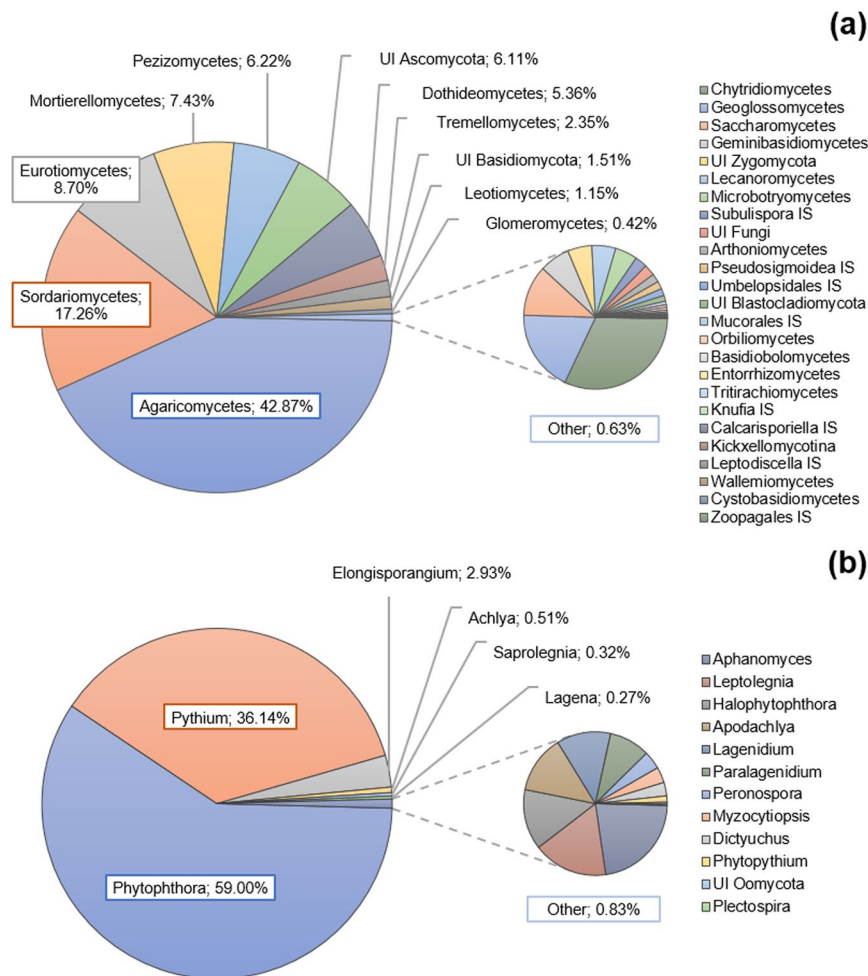 (a)
Pezizomycetes; 6.22%
UI Ascomycota; 6.11%
Mortierellomycetes; 7.43%
Dothideomycetes; 5.36%
Tremellomycetes; 2.35%
Eurotiomycetes;
8.70%
UI Basidiomycota; 1.51%
Leotiomycetes; 1.15%
Glomeromycetes; 0.42%
Sordariomycetes;
17.26%
Agaricomycetes; 42.87%
Other; 0.63%
Chytridiomycetes
Geoglossomycetes
Saccharomycetes
Geminibasidiomycetes
UI Zygomycota
Lecanoromycetes
Microbotryomycetes
Subulispora IS
UI Fungi
Arthoniomycetes
Pseudosigmoidea IS
Umbelopsidales IS
UI Blastocladiomycota
Mucorales IS
Orbiliomycetes
Basidiobolomycetes
Entorrhizomycetes
Tritirachiomycetes
Knufia IS
Calcarisporiella IS
Kickxellomycotina
Leptodiscella IS
Wallemiomycetes
Cystobasidiomycetes
Zoopagales IS
(b)
Elongisporangium; 2.93%
Achlya; 0.51%
Saprolegnia; 0.32%
Lagena; 0.27%
Pythium; 36.14%
Phytophthora; 59.00%
Other; 0.83%
Aphanomyces
Leptolegnia
Halophytophthora
Apodachlya
Lagenidium
Paralagenidium
Peronospora
Myzocytiopsis
Dictyuchus
Phytopythium
UI Oomycota
Plectospira